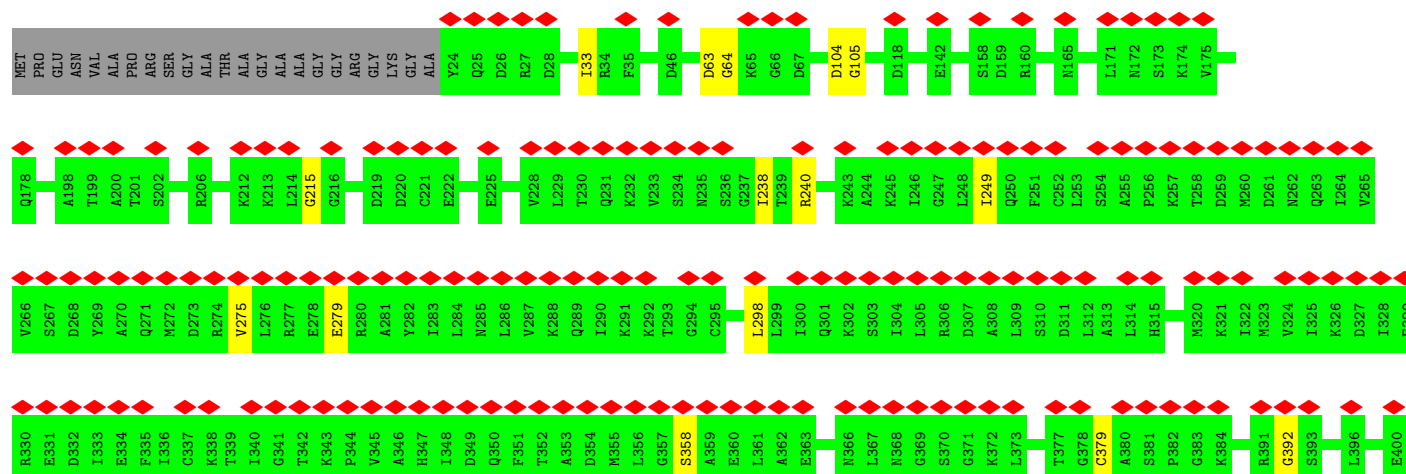 MET PRO GLU ASN VAL ALA PRO ARG SER GLY ALA THR ALA GLY ALA ALA GLY GLY ARG GLY LYS GLY ALA Y24 Q25 D26 R27 D28 I33 R34 F35 D46 D63 G64 K65 G66 D67 D104 G105 D118 E142 S158 D159 R160 N165 L171 N172 S173 K174 V175
Q178 A198 T199 A200 T201 S202 R206 K212 K213 L214 G215 G216 D219 D220 C221 E222 E225 V228 L229 T230 Q231 K232 V233 S234 N235 S236 G237 I238 T239 R240 K243 A244 K245 I246 G247 L248 I249 Q250 F251 C252 L253 S254 A255 P256 K257 T258 D259 M260 D261 N262 Q263 I264 V265
V266 S267 D268 Y269 A270 Q271 M272 D273 R274 V275 L276 R277 E278 E279 R280 A281 Y282 I283 L284 N285 L286 V287 K288 Q289 I290 K291 K292 T293 G294 C295 L298 L299 I300 Q301 K302 S303 I304 L305 R306 D307 A308 L309 S310 D311 L312 A313 L314 H315 M320 K321 I322 M323 V324 I325 K326 D327 I328
R330 E331 D332 I333 E334 F335 I336 C337 K338 T339 I340 G341 T342 K343 P344 V345 A346 H347 I348 D349 Q350 F351 T352 A353 D354 M355 L356 G357 S358 A359 E360 L361 A362 E363 N366 L367 N368 G369 S370 G371 K372 L373 T377 G378 C379 A380 S381 P382 G383 K384 R391 G392 S393 L396 E400